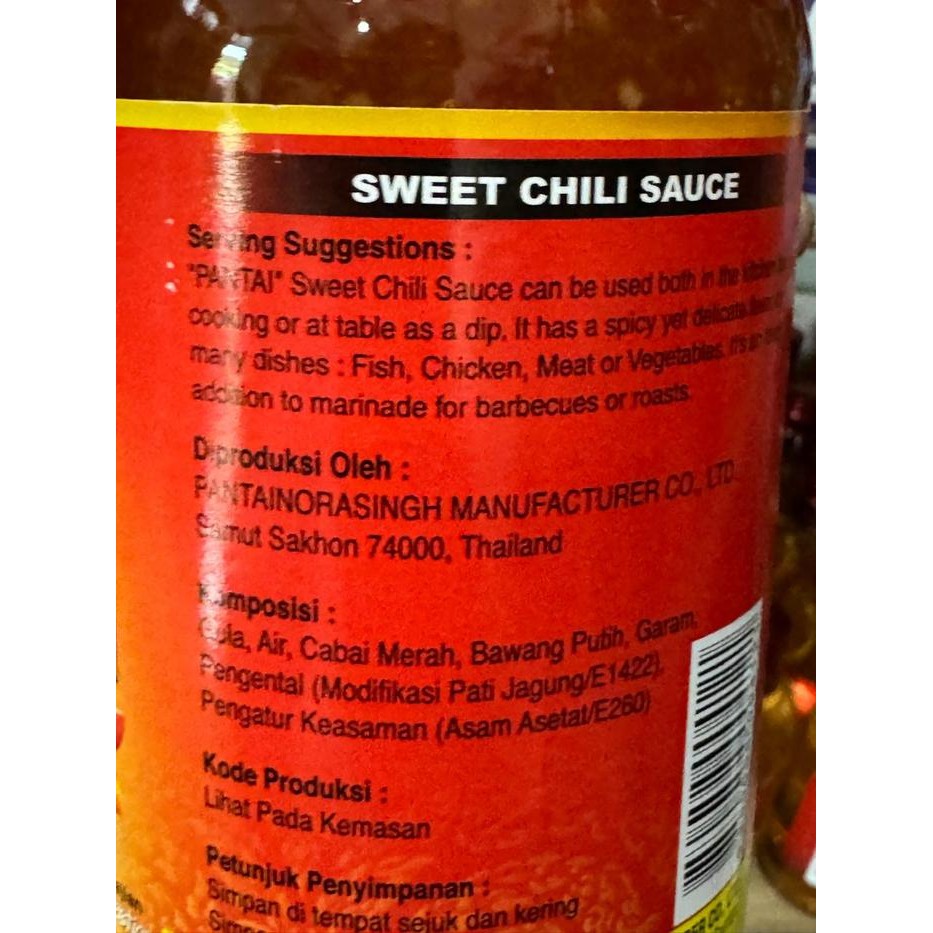 SWEET CHILI SAUCE
Serving Suggestions :
"PANTAI" Sweet Chili Sauce can be used both in the kitchen
cooking or at table as a dip. It has a spicy yet delicate
many dishes : Fish, Chicken, Meat or Vegetables. It's
addition to marinade for barbecues or roasts.
Diproduksi Oleh :
PANTAINORASINGH MANUFACTURER CO., LTD.
Samut Sakhon 74000, Thailand
Komposisi :
Gula, Air, Cabai Merah, Bawang Putih, Garam,
Pengental (Modifikasi Pati Jagung/E1422),
Pengatur Keasaman (Asam Asetat/E260)
Kode Produksi :
Lihat Pada Kemasan
Petunjuk Penyimpanan :
Simpan di tempat sejuk dan kering